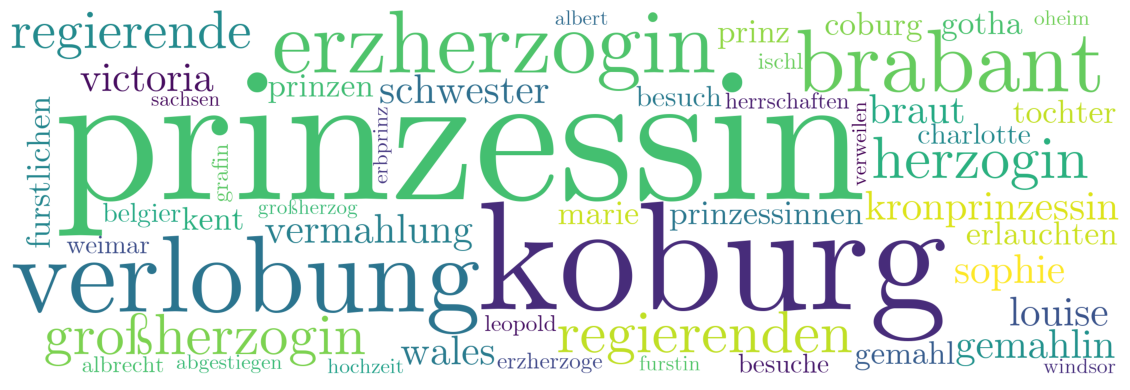 regierende
erzherzogin
albert
prinz
coburg
gotha
oheim
victoria
sachsen
prinzen
schwester
ischl
brabant
besuch
herrschaften
braut
tochter
furstlichen
prinzessin
grafin
erbprinz
verweilen
charlotte
herzogin
belgier
kent
großherzog
vermahlung
marie
prinzessinnen
kronprinzessin
erlauchten
weimar
verlobung
koburg
sophie
louise
großherzogin
leopold
regierenden
albrecht
abgestiegen
hochzeit
wales
erzherzoge
furstin
besuche
gemahl
gemahlin
windsor